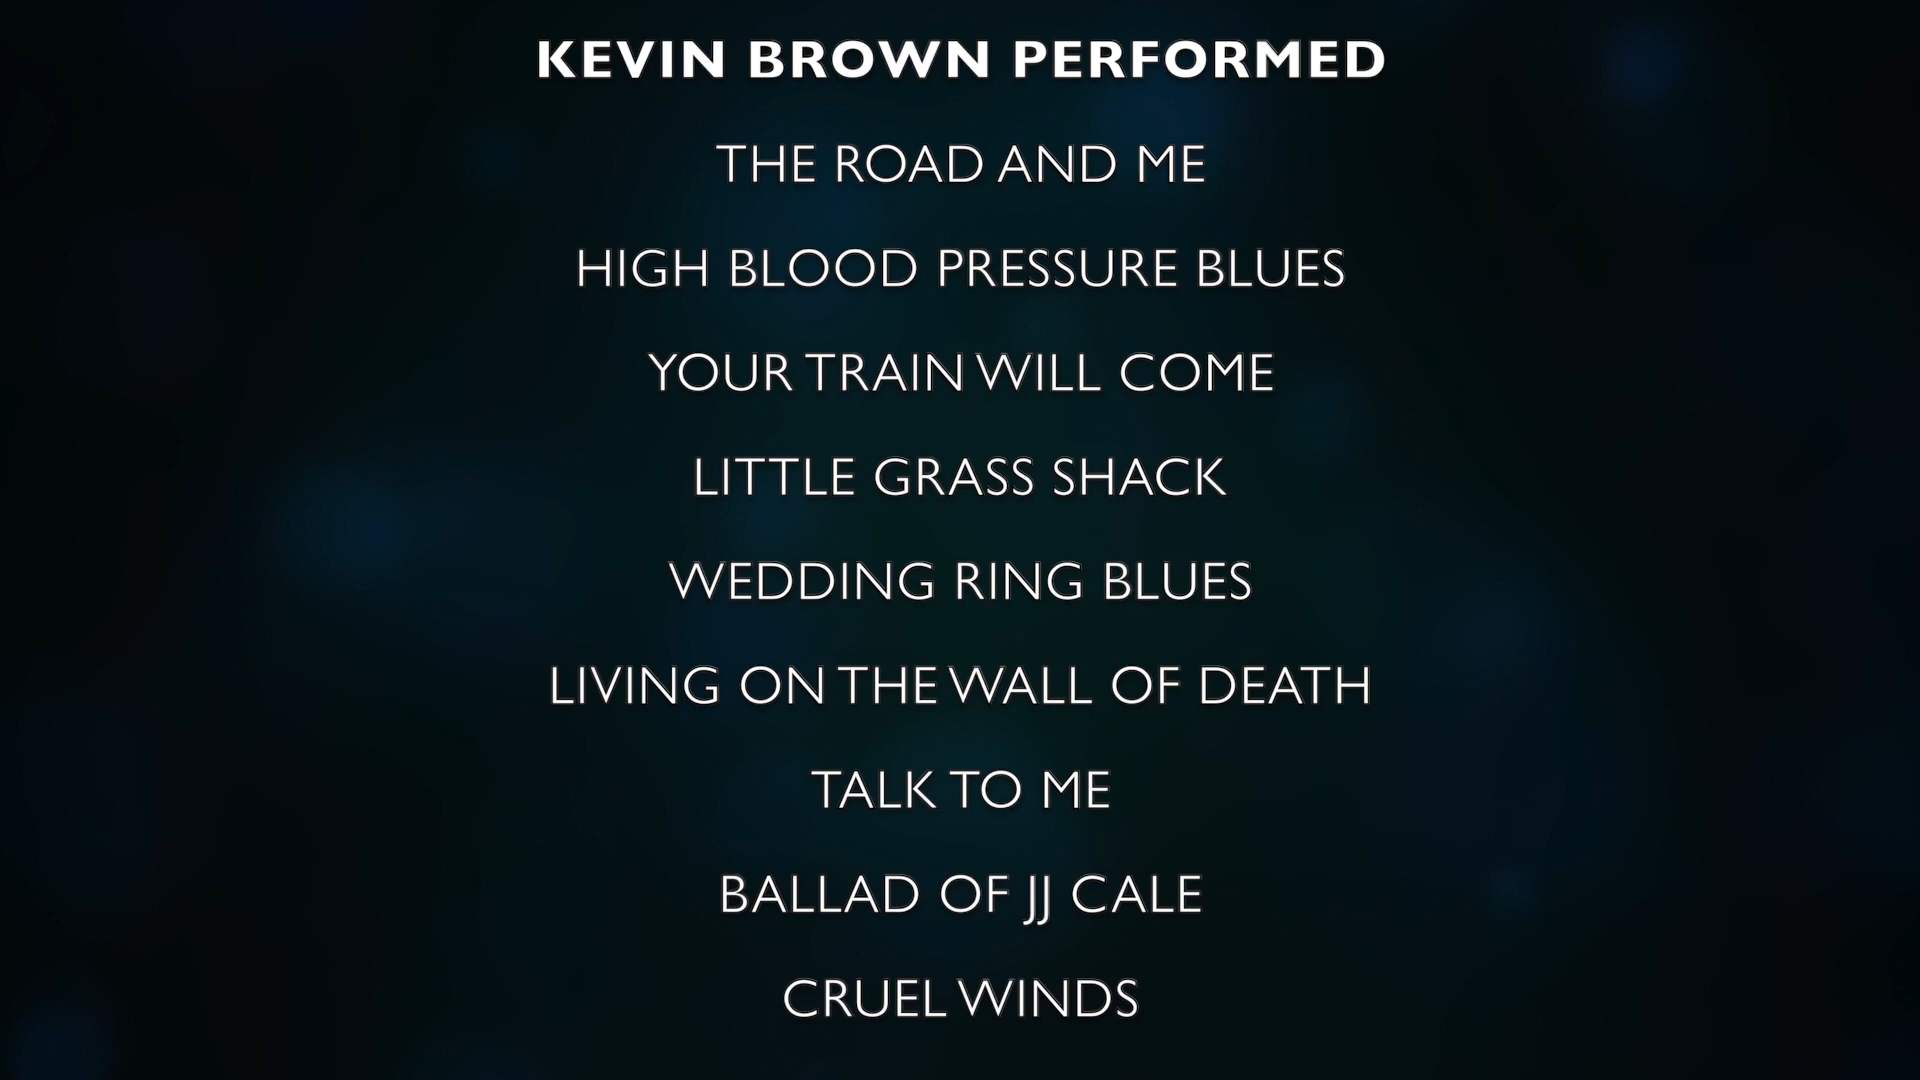 KEVIN BROWN PERFORMED
THE ROAD AND ME
HIGH BLOOD PRESSURE BLUES
YOUR TRAIN WILL COME
LITTLE GRASS SHACK
WEDDING RING BLUES
LIVING ON THE WALL OF DEATH
TALK TO ME
BALLAD OF JJ CALE
CRUEL WINDS